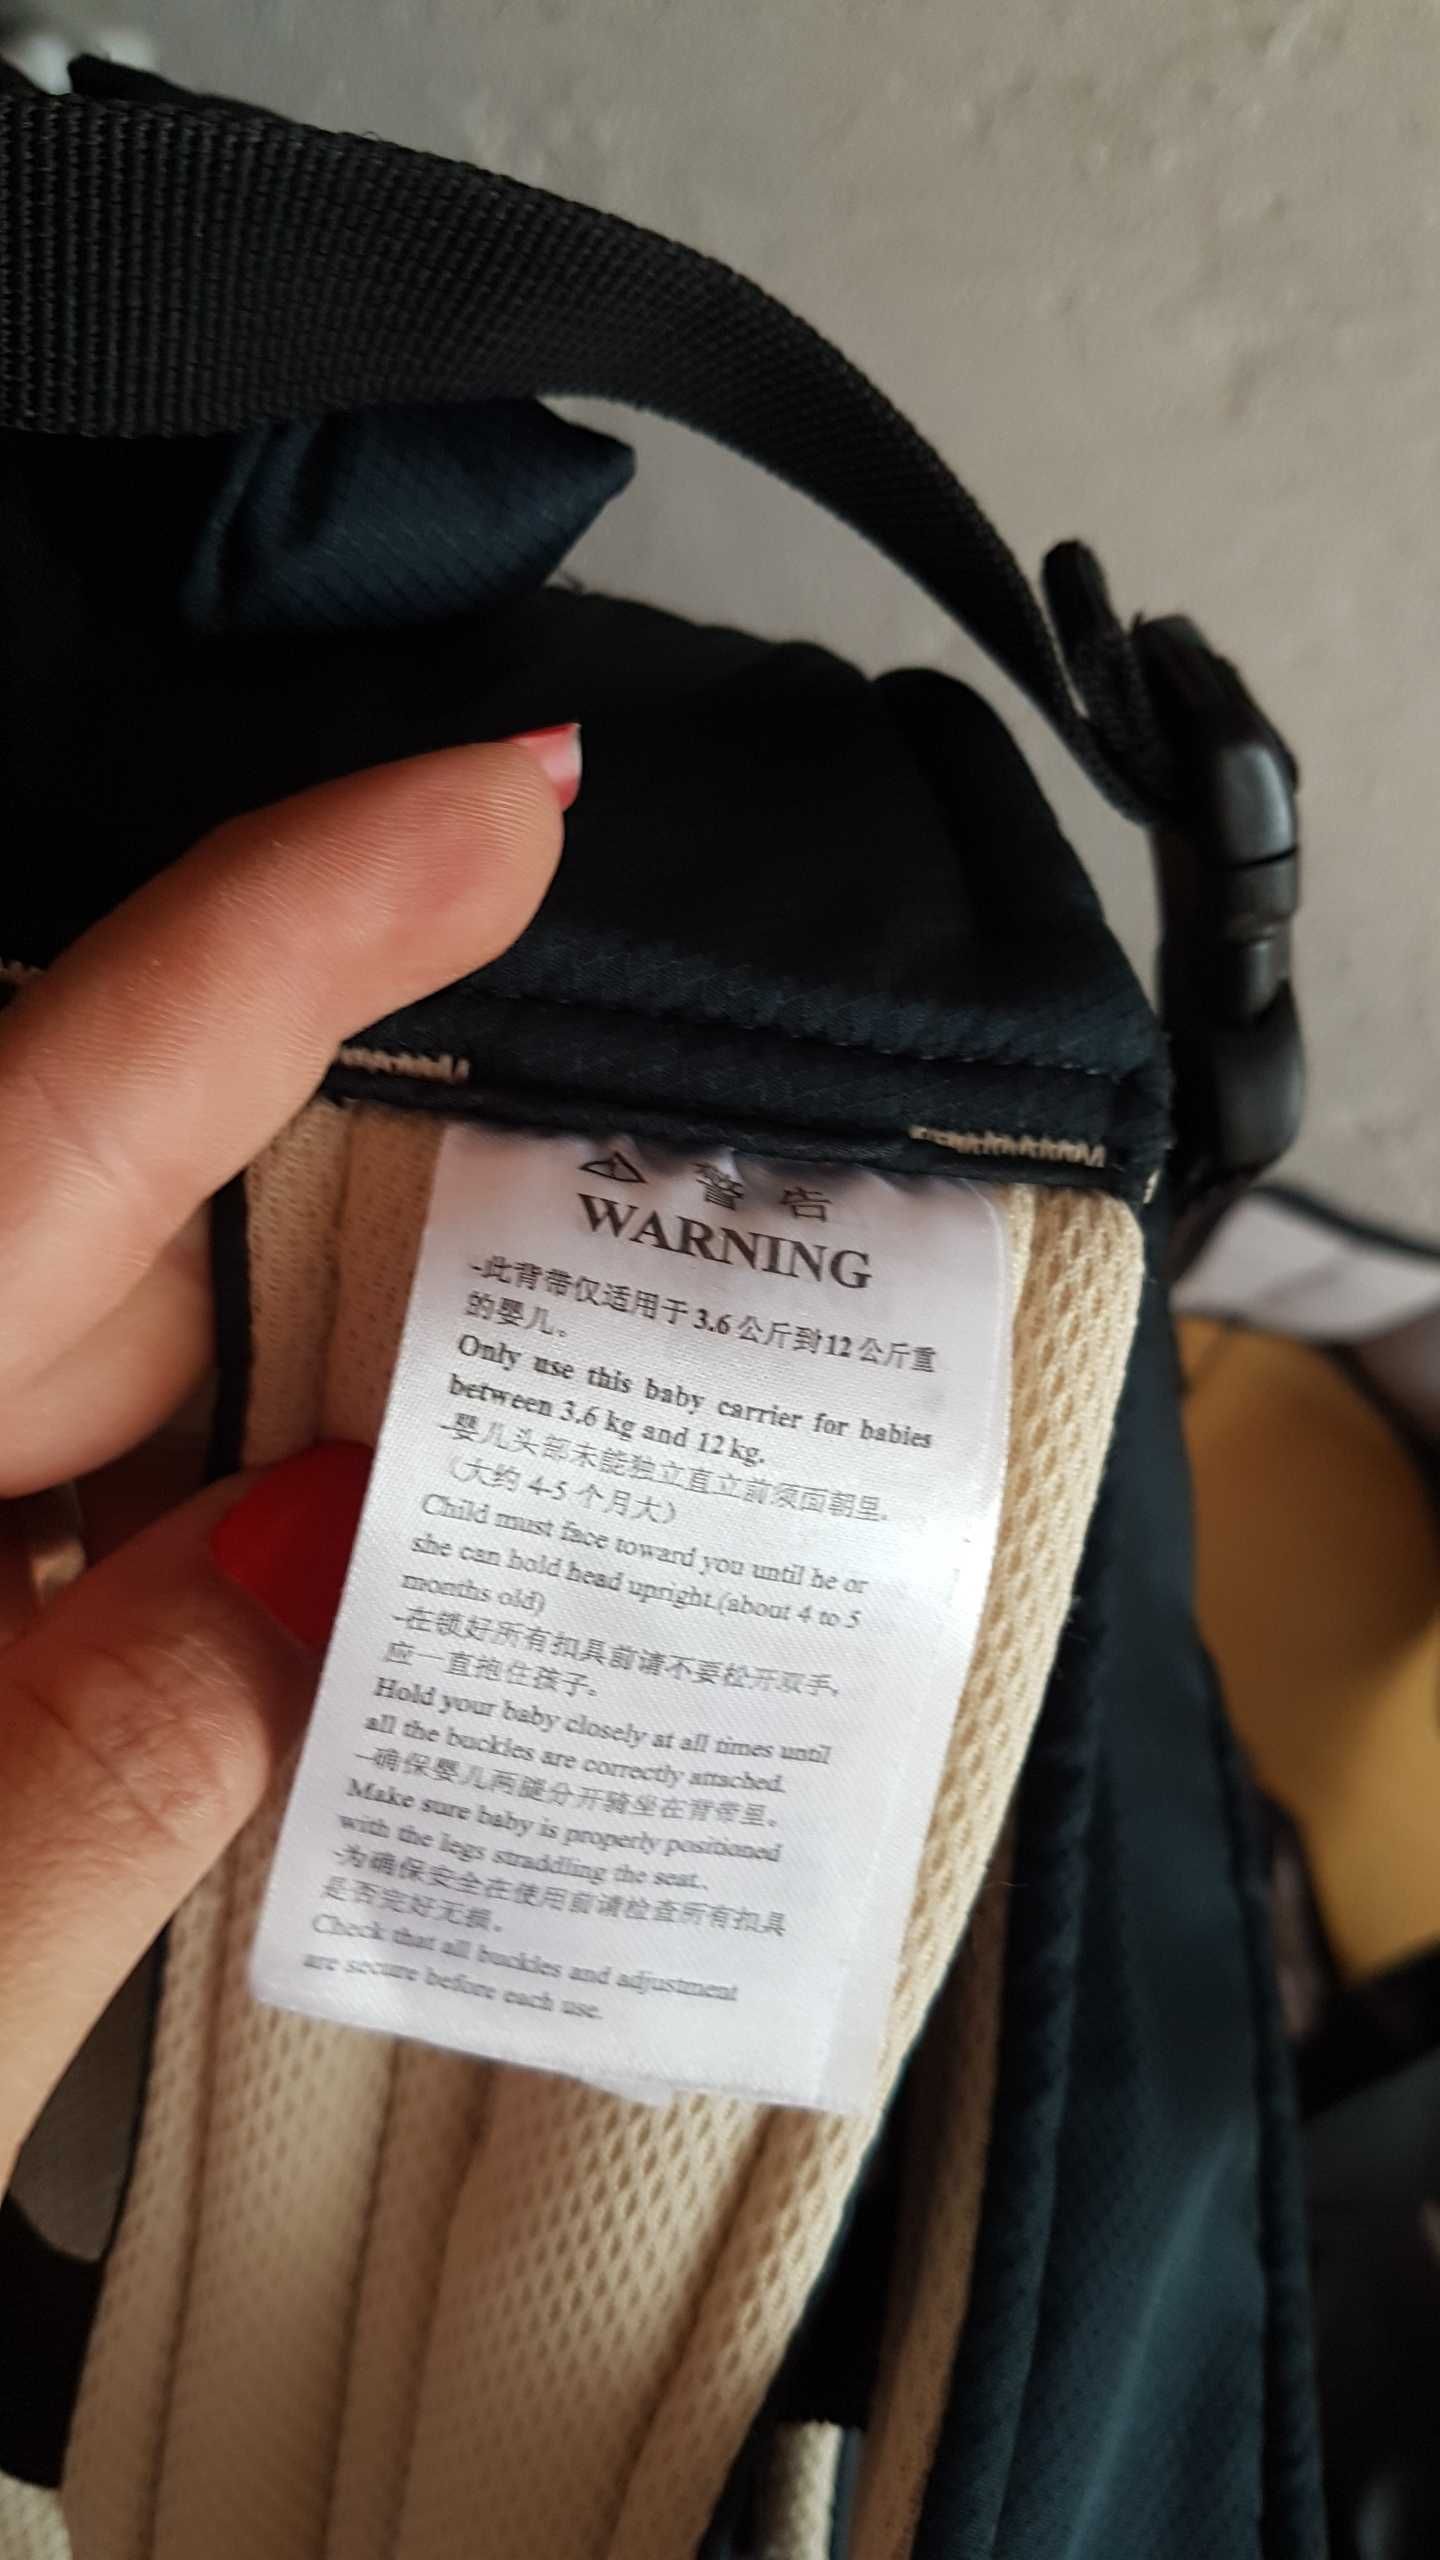 警告
WARNING
-此背带仅适用于3.6公斤到12公斤重
的婴儿。
Only use this baby carrier for babies
between 3.6 kg and 12 kg.
-婴儿头部未能独立直立前须面朝里.
（大约 4-5 个月大）
Child must face toward you until he or
she can hold head upright.(about 4 to 5
months old)
-在锁好所有扣具前请不要松开双手,
应一直抱住孩子。
Hold your baby closely at all times until
all the buckles are correctly attached.
-确保婴儿两腿分开骑坐在背带里。
Make sure baby is properly positioned
with the legs straddling the seat..
-为确保安全在使用前请检查所有扣具
是否完好无损。
Check that all buckles and adjustment
are secure before each use.